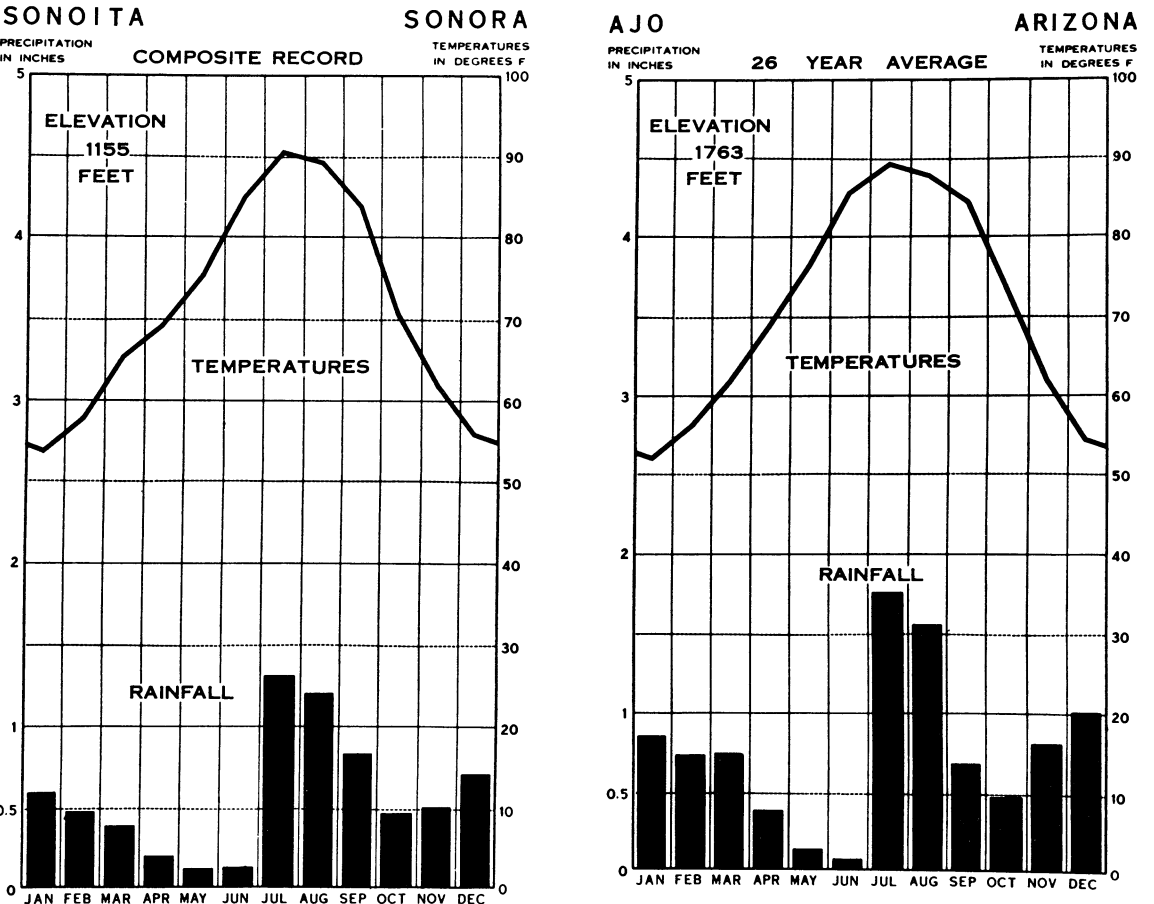 SONOITA SONORA
PRECIPITATION
IN INCHES
COMPOSITE RECORD
TEMPERATURES
IN DEGREES F
5
100
ELEVATION
1155
FEET
90
4
80
70
TEMPERATURES
3
60
50
2
40
30
RAINFALL
1
20
0.5
10
0
0
JAN FEB MAR APR MAY JUN JUL AUG SEP OCT NOV DEC
AJO ARIZONA
PRECIPITATION
IN INCHES
26 YEAR AVERAGE
TEMPERATURES
IN DEGREES F
5
100
ELEVATION
1763
FEET
90
4
80
70
TEMPERATURES
3
60
50
2
40
RAINFALL
30
1
20
0.5
10
0
0
JAN FEB MAR APR MAY JUN JUL AUG SEP OCT NOV DEC